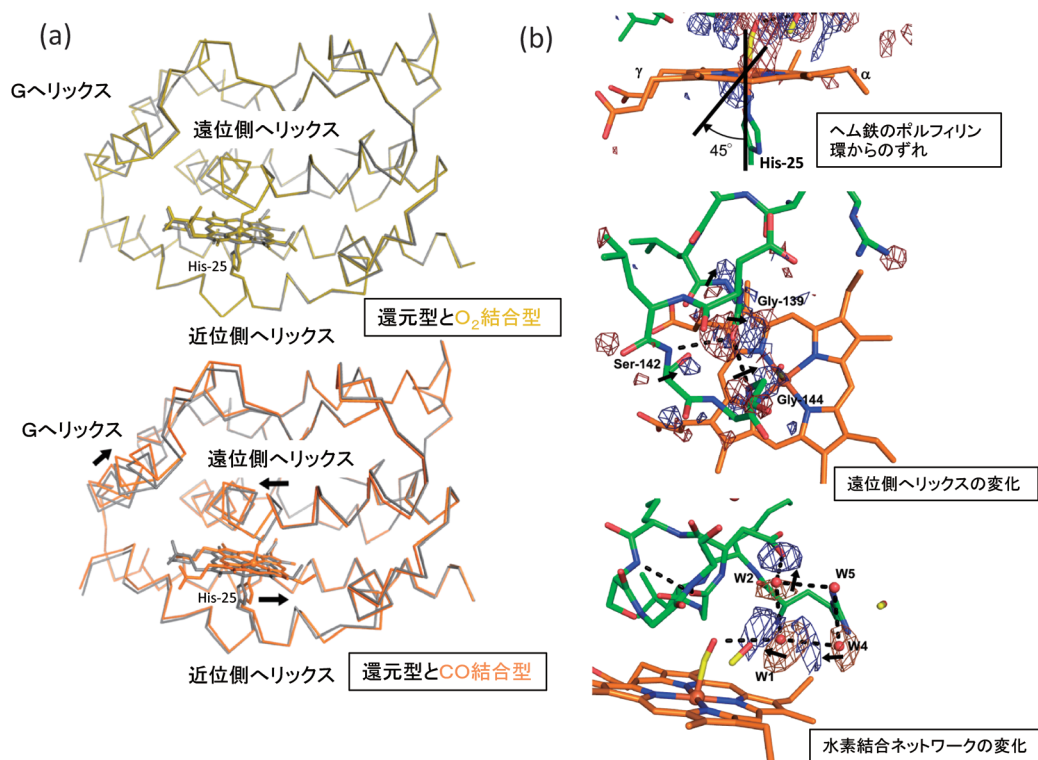 (a)
Gヘリックス
遠位側ヘリックス
His-25
還元型とO₂結合型
近位側ヘリックス
Gヘリックス
遠位側ヘリックス
His-25
近位側ヘリックス
還元型とCO結合型
(b)
γ
α
45°
His-25
ヘム鉄のポルフィリン
環からのずれ
Gly-139
Ser-142
Gly-144
遠位側ヘリックスの変化
W2
W5
W4
W1
水素結合ネットワークの変化